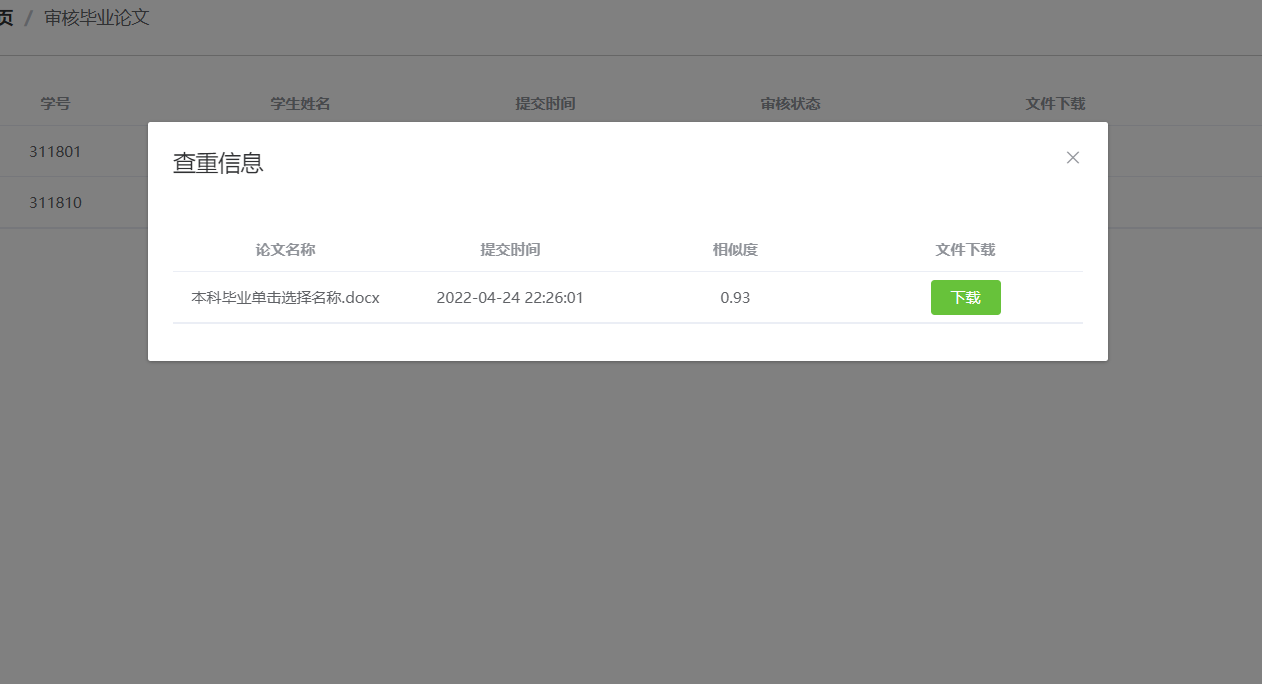 页 / 审核毕业论文
学号 学生姓名 提交时间 审核状态 文件下载
311801
311810
查重信息
论文名称 提交时间 相似度 文件下载
本科毕业单击选择名称.docx 2022-04-24 22:26:01 0.93 下载